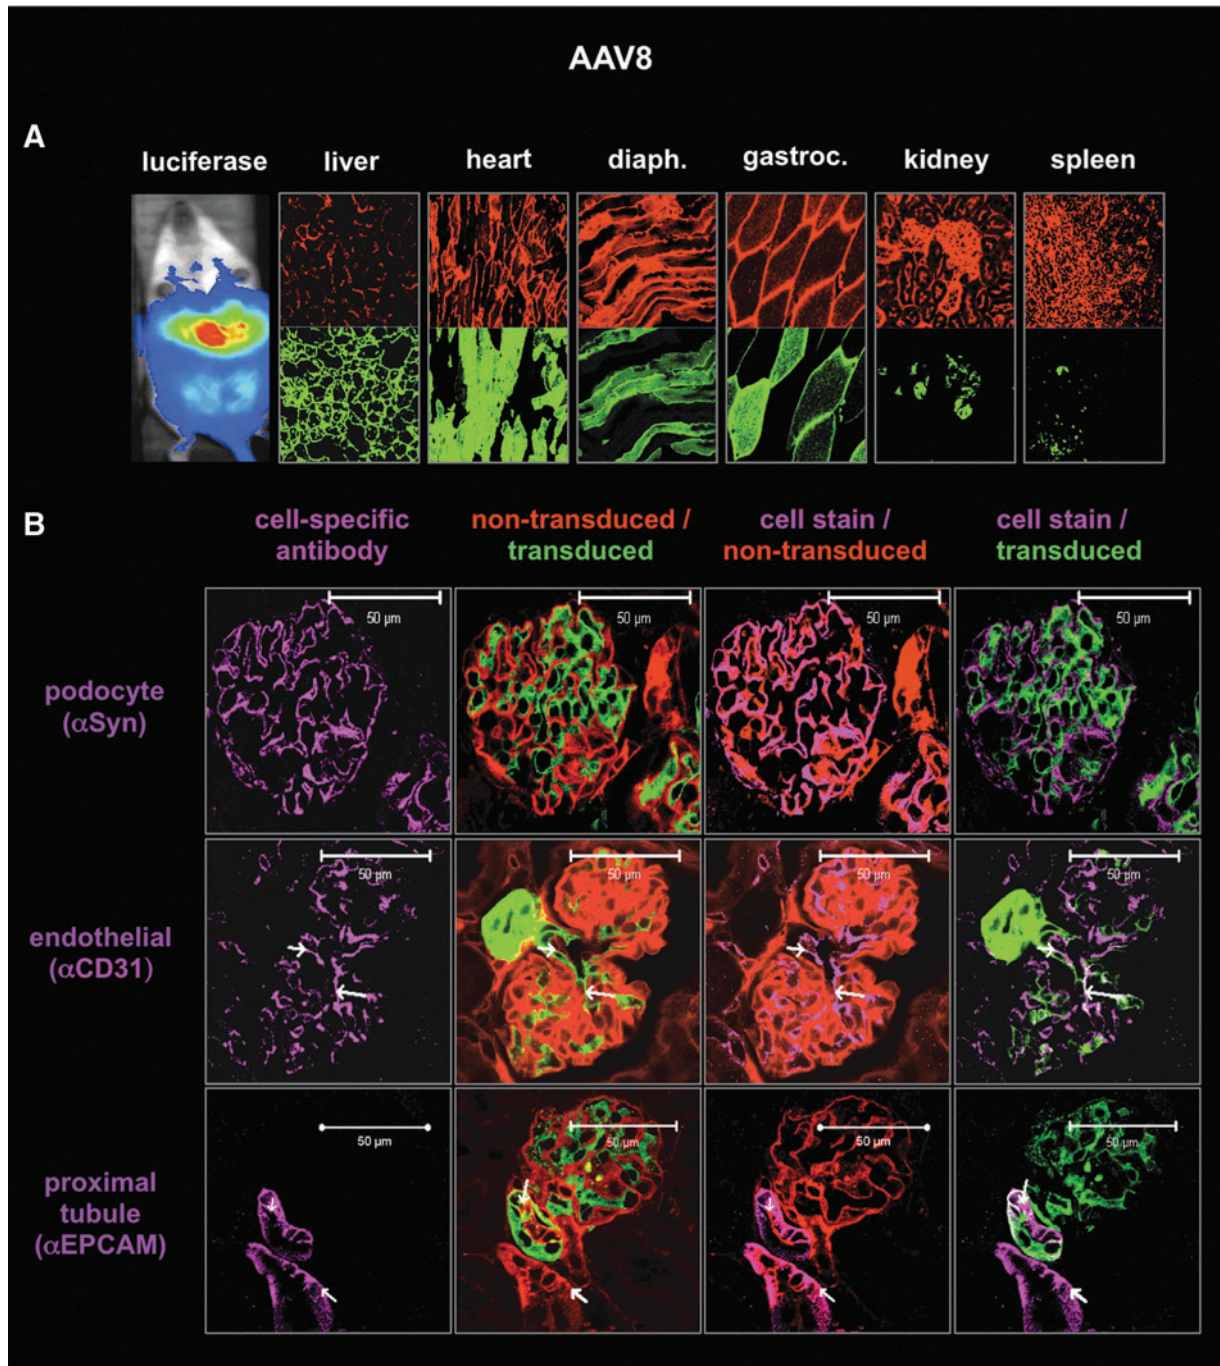 AAV8
A
luciferase liver heart diaph. gastroc. kidney spleen
B
cell-specific
antibody
non-transduced /
transduced
cell stain /
non-transduced
cell stain /
transduced
podocyte
(αSyn)
50 µm 50 µm 50 µm 50 µm
endothelial
(αCD31)
50 µm 50 µm 50 µm 50 µm
proximal
tubule
(αEPCAM)
50 µm 50 µm 50 µm 50 µm